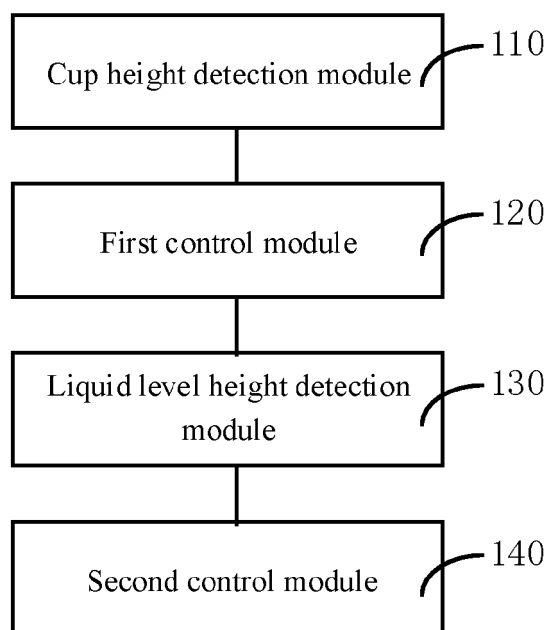 110
Cup height detection module
120
First control module
130
Liquid level height detection
module
140
Second control module